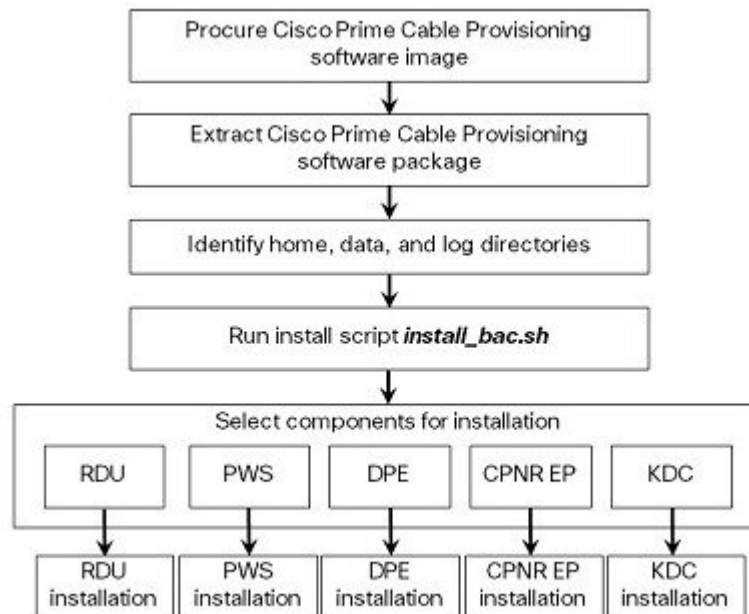 Procure Cisco Prime Cable Provisioning
software image
Extract Cisco Prime Cable Provisioning
software package
Identify home, data, and log directories
Run install script install_bac.sh
Select components for installation
RDU
PWS
DPE
CPNR EP
KDC
RDU
installation
PWS
installation
DPE
installation
CPNR EP
installation
KDC
installation